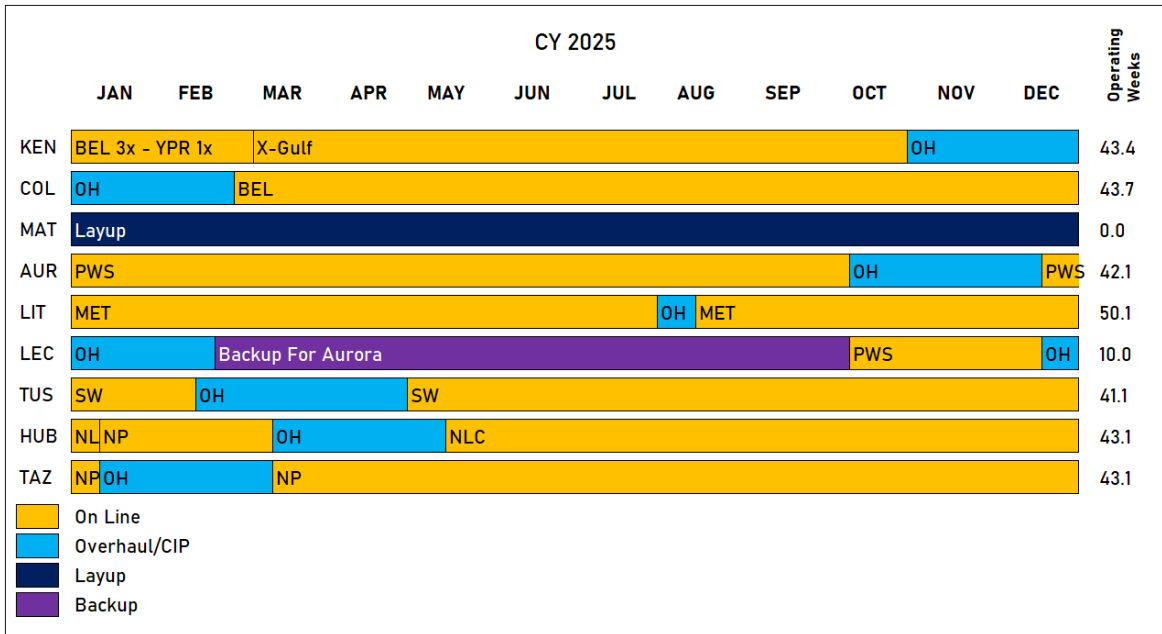 CY 2025
Operating Weeks
JAN FEB MAR APR MAY JUN JUL AUG SEP OCT NOV DEC
KEN BEL 3x - YPR 1x X-Gulf OH 43.4
COL OH BEL 43.7
MAT Layup 0.0
AUR PWS OH PWS 42.1
LIT MET OH MET 50.1
LEC OH Backup For Aurora PWS OH 10.0
TUS SW OH SW 41.1
HUB NL NP OH NLC 43.1
TAZ NP OH NP 43.1
On Line
Overhaul/CIP
Layup
Backup